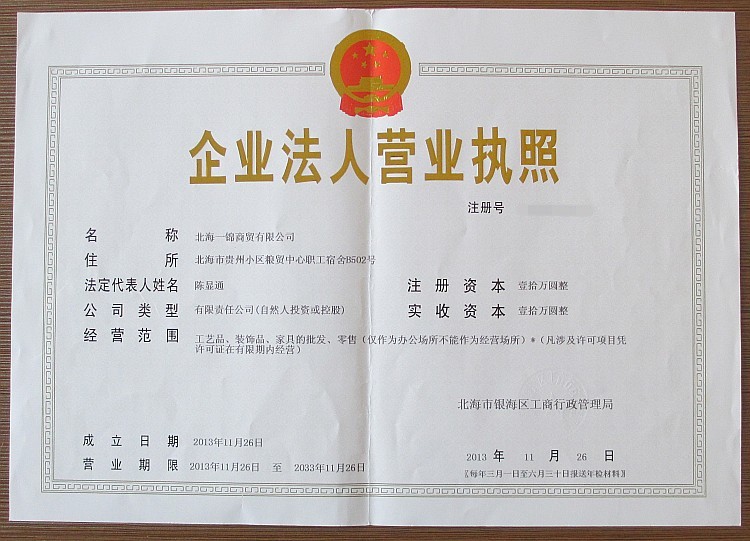 企业法人营业执照
注册号
名称 北海一锦商贸有限公司
住所 北海市贵州小区粮贸中心职工宿舍B502号
法定代表人姓名 陈显通 注册资本 壹拾万圆整
公司类型 有限责任公司(自然人投资或控股) 实收资本 壹拾万圆整
经营范围 工艺品、装饰品、家具的批发、零售（仅作为办公场所不能作为经营场所）*（凡涉及许可项目凭
许可证在有限期内经营）
北海市银海区工商行政管理局
成立日期 2013年11月26日
2013 年 11 月 26 日
营业期限 2013年11月26日 至 2033年11月26日
《每年三月一日至六月三十日报送年检材料》